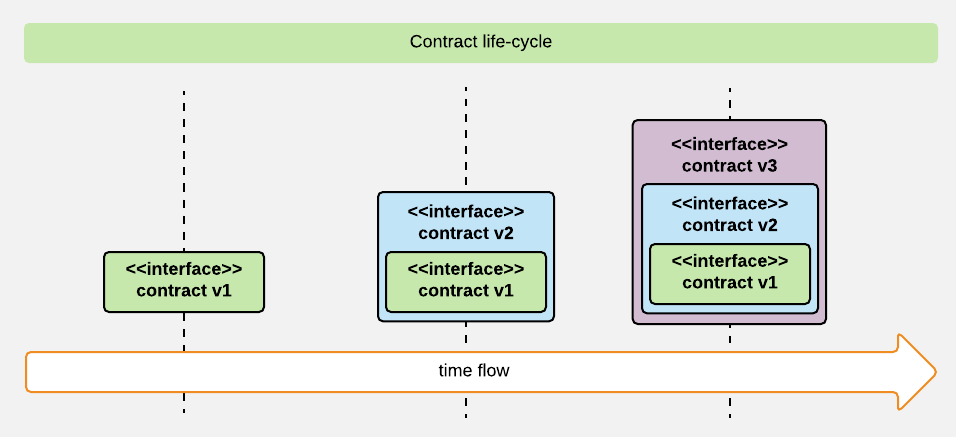 Contract life-cycle
<<interface>>
contract v1
<<interface>>
contract v2
<<interface>>
contract v1
<<interface>>
contract v3
<<interface>>
contract v2
<<interface>>
contract v1
time flow